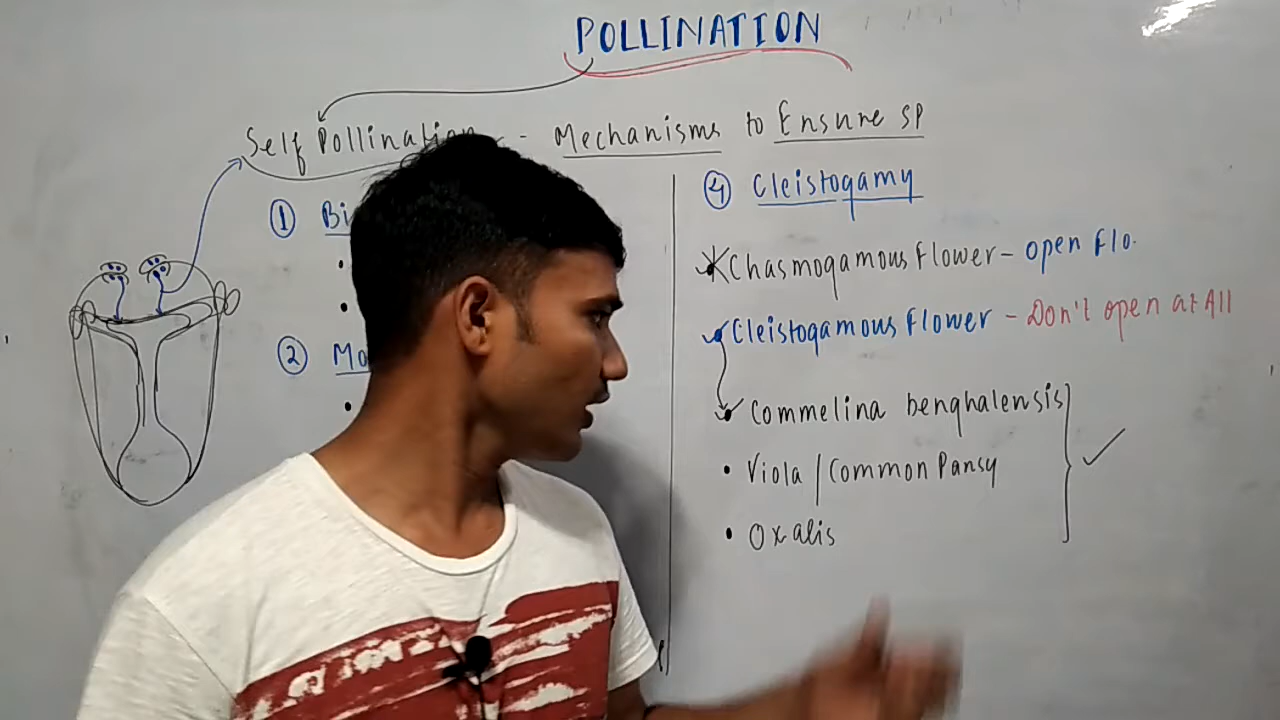 POLLINATION
Self Pollination - Mechanisms to Ensure SP
① Bi
② Mo
④ Cleistogamy
Chasmogamous Flower - open Flo.
Cleistogamous Flower - Don't open at All
Commelina benghalensis
• Viola / Common Pansy
• Oxalis